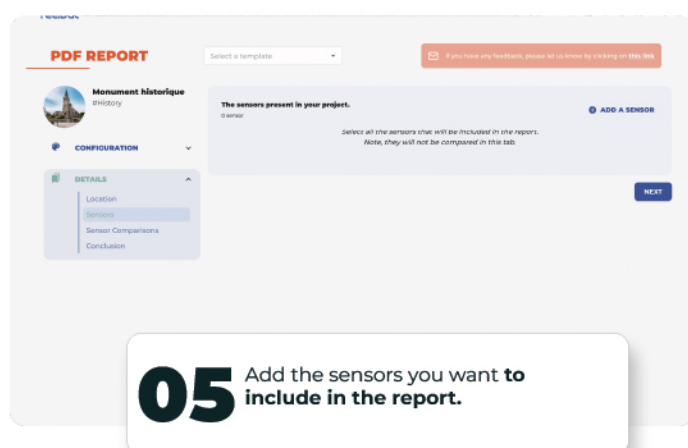 PDF REPORT
Select a template
If you have any feedback, please let us know by clicking on this link
Monument historique
#History
The sensors present in your project.
0 sensor
ADD A SENSOR
Select all the sensors that will be included in the report.
Note, they will not be compared in this tab.
CONFIGURATION
DETAILS
Location
Sensors
Sensor Comparisons
Conclusion
NEXT
05
Add the sensors you want to
include in the report.